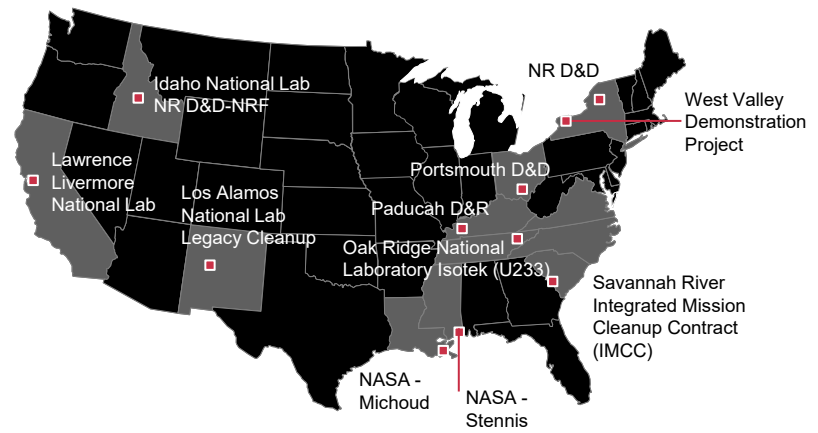 NR D&D
Idaho National Lab
NR D&D-NRF
West Valley
Demonstration
Project
Lawrence
Livermore
National Lab
Portsmouth D&D
Los Alamos
National Lab
Legacy Cleanup
Paducah D&R
Oak Ridge National
Laboratory Isotek (U233)
Savannah River
Integrated Mission
Cleanup Contract
(IMCC)
NASA -
Michoud
NASA -
Stennis